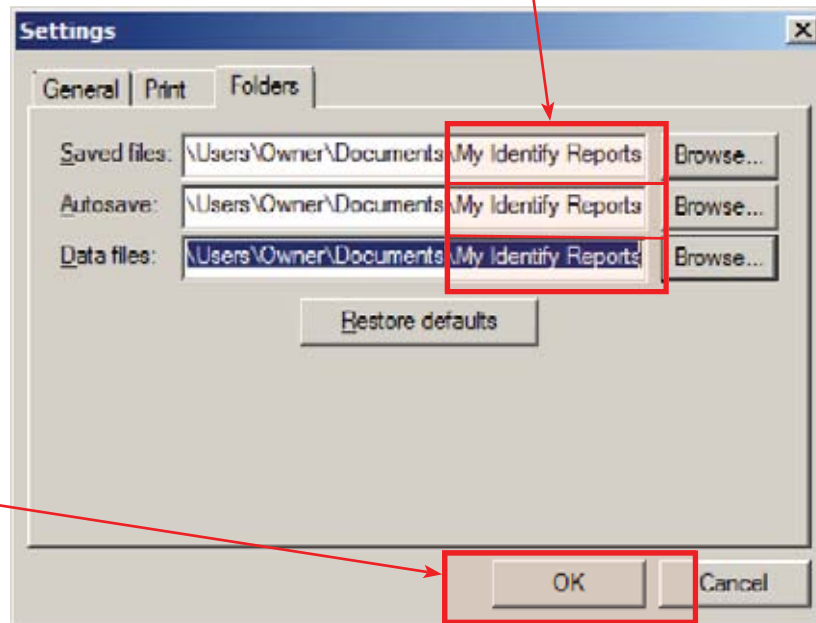 Settings
General Print Folders
Saved files: \Users\Owner\Documents\My Identify Reports Browse...
Autosave: \Users\Owner\Documents\My Identify Reports Browse...
Data files: \Users\Owner\Documents\My Identify Reports Browse...
Restore defaults
OK Cancel